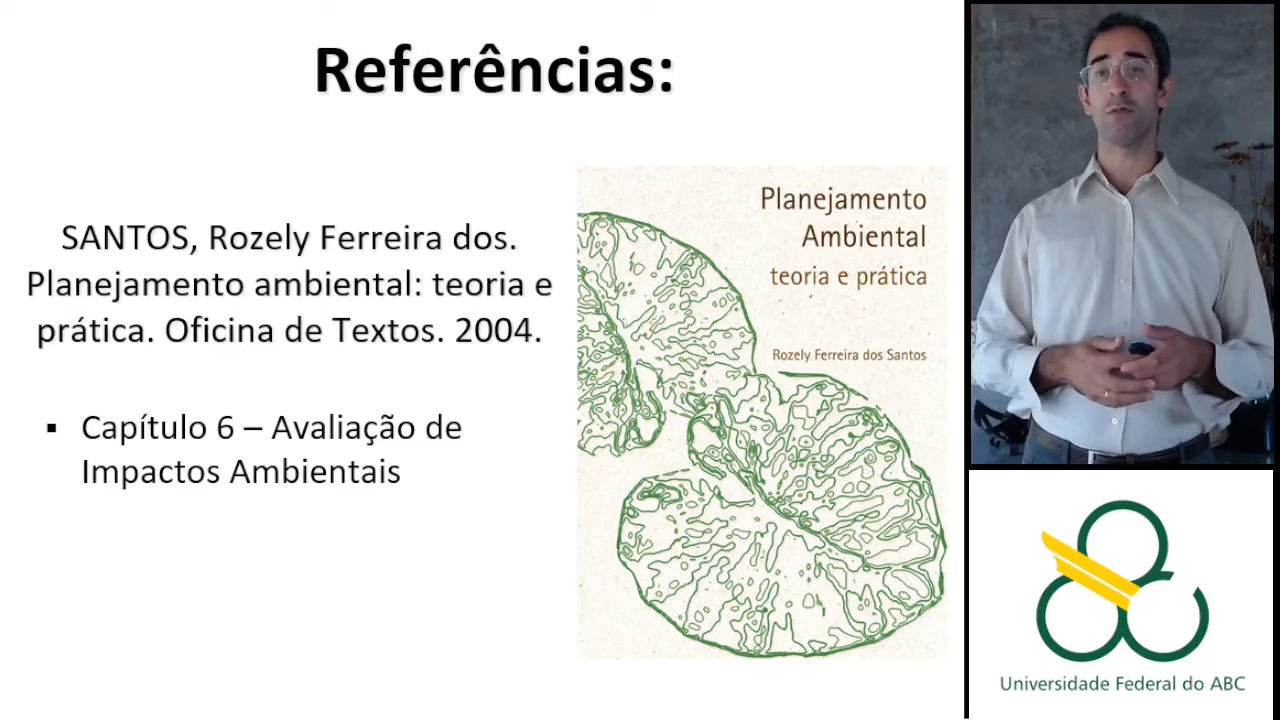 Referências:
SANTOS, Rozely Ferreira dos.
Planejamento ambiental: teoria e
prática. Oficina de Textos. 2004.
▪ Capítulo 6 – Avaliação de
Impactos Ambientais
Planejamento
Ambiental
teoria e prática
Rozely Ferreira dos Santos
Universidade Federal do ABC